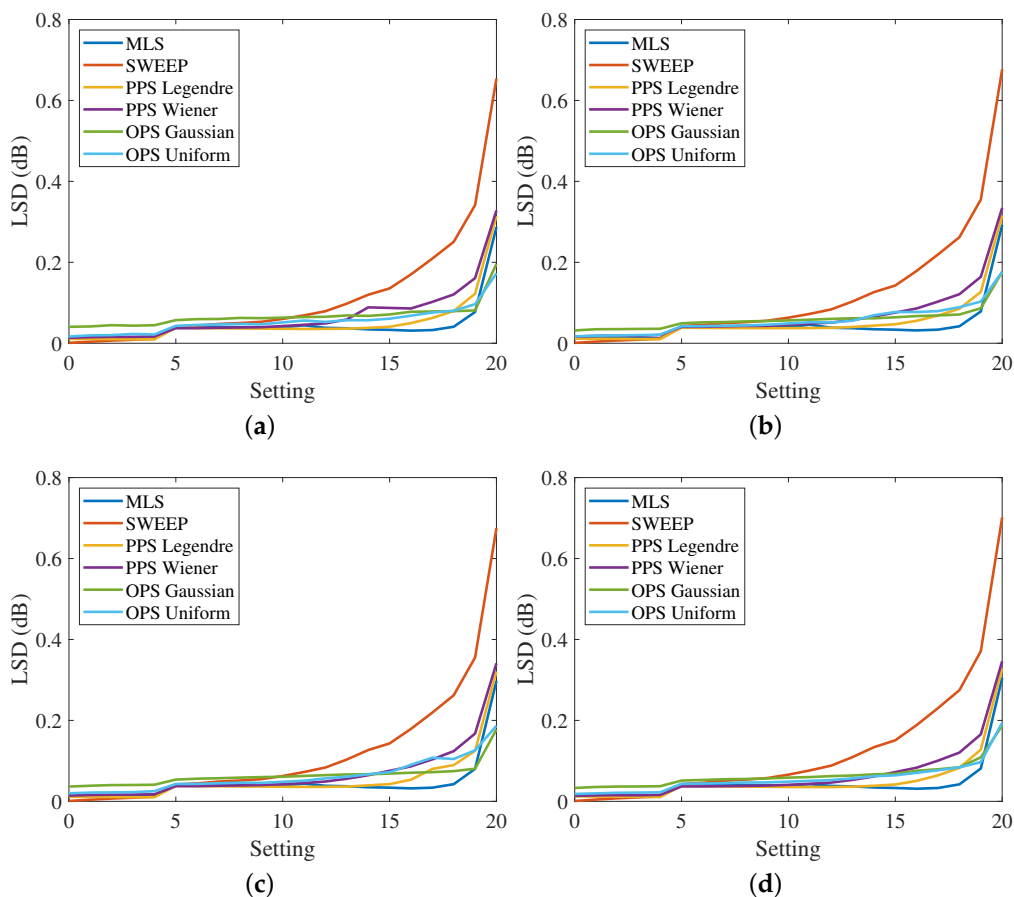 0.8
0.6
0.4
0.2
0
LSD (dB)
MLS
SWEEP
PPS Legendre
PPS Wiener
OPS Gaussian
OPS Uniform
0 5 10 15 20
Setting
(a)
0.8
0.6
0.4
0.2
0
LSD (dB)
MLS
SWEEP
PPS Legendre
PPS Wiener
OPS Gaussian
OPS Uniform
0 5 10 15 20
Setting
(b)
0.8
0.6
0.4
0.2
0
LSD (dB)
MLS
SWEEP
PPS Legendre
PPS Wiener
OPS Gaussian
OPS Uniform
0 5 10 15 20
Setting
(c)
0.8
0.6
0.4
0.2
0
LSD (dB)
MLS
SWEEP
PPS Legendre
PPS Wiener
OPS Gaussian
OPS Uniform
0 5 10 15 20
Setting
(d)